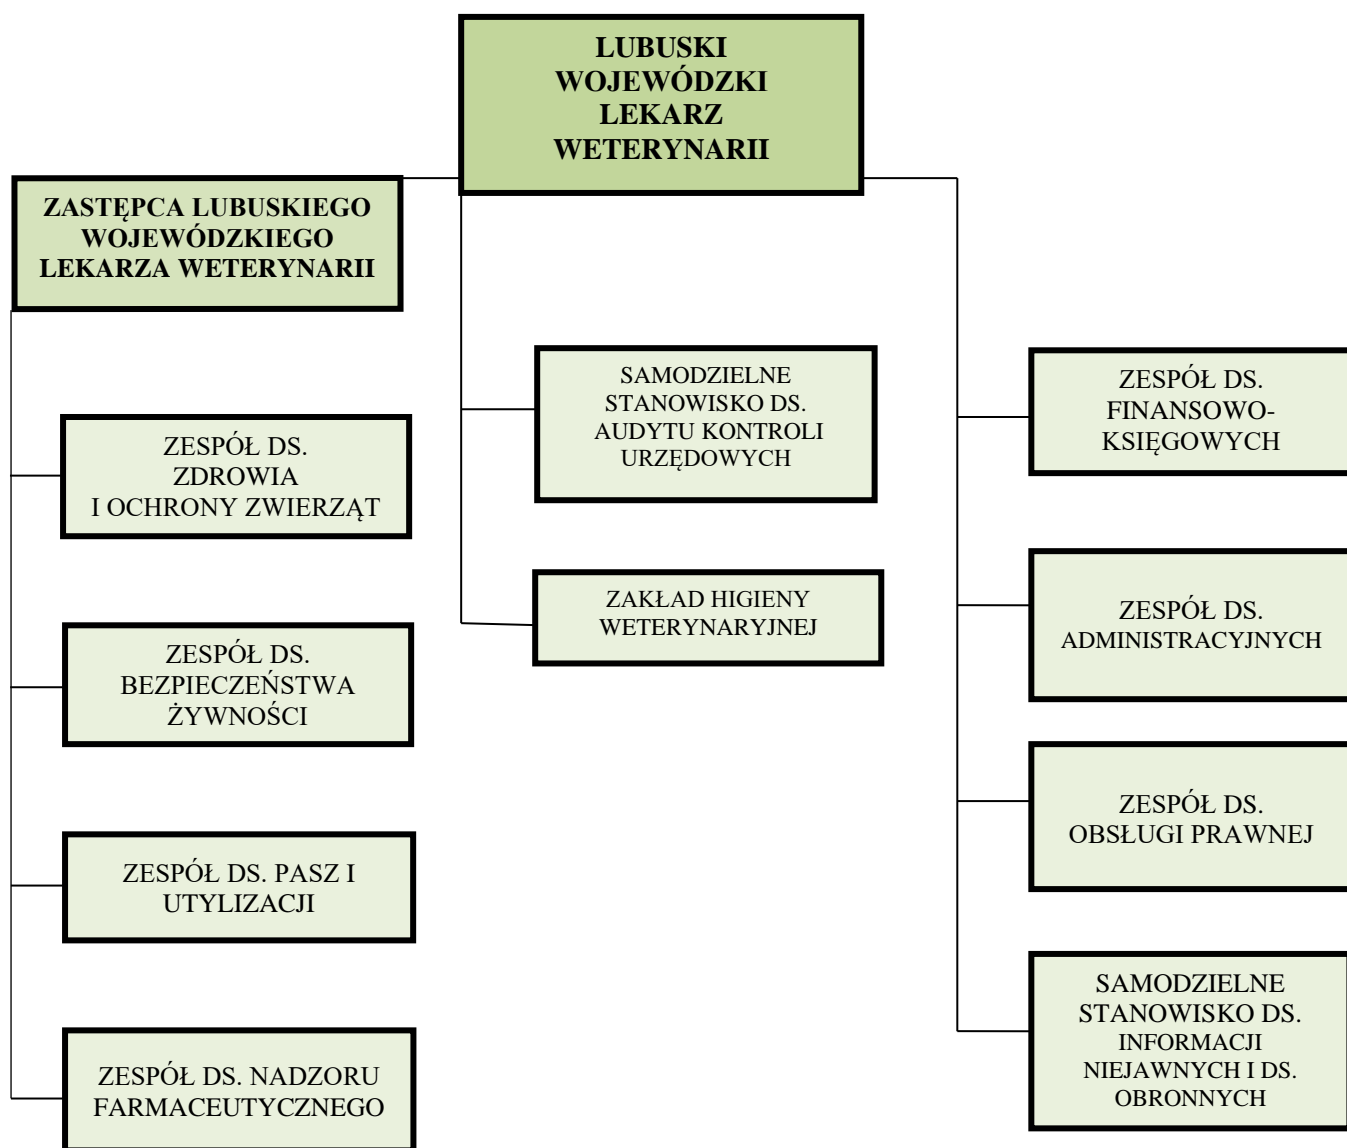 LUBUSKI
WOJEWÓDZKI
LEKARZ
WETERYNARII
ZASTĘPCA LUBUSKIEGO
WOJEWÓDZKIEGO
LEKARZA WETERYNARII
ZESPÓŁ DS.
ZDROWIA
I OCHRONY ZWIERZĄT
ZESPÓŁ DS.
BEZPIECZEŃSTWA
ŻYWNOŚCI
ZESPÓŁ DS. PASZ I
UTYLIZACJI
ZESPÓŁ DS. NADZORU
FARMACEUTYCZNEGO
SAMODZIELNE
STANOWISKO DS.
AUDYTU KONTROLI
URZĘDOWYCH
ZAKŁAD HIGIENY
WETERYNARYJNEJ
ZESPÓŁ DS.
FINANSOWO-
KSIĘGOWYCH
ZESPÓŁ DS.
ADMINISTRACYJNYCH
ZESPÓŁ DS.
OBSŁUGI PRAWNEJ
SAMODZIELNE
STANOWISKO DS.
INFORMACJI
NIEJAWNYCH I DS.
OBRONNYCH